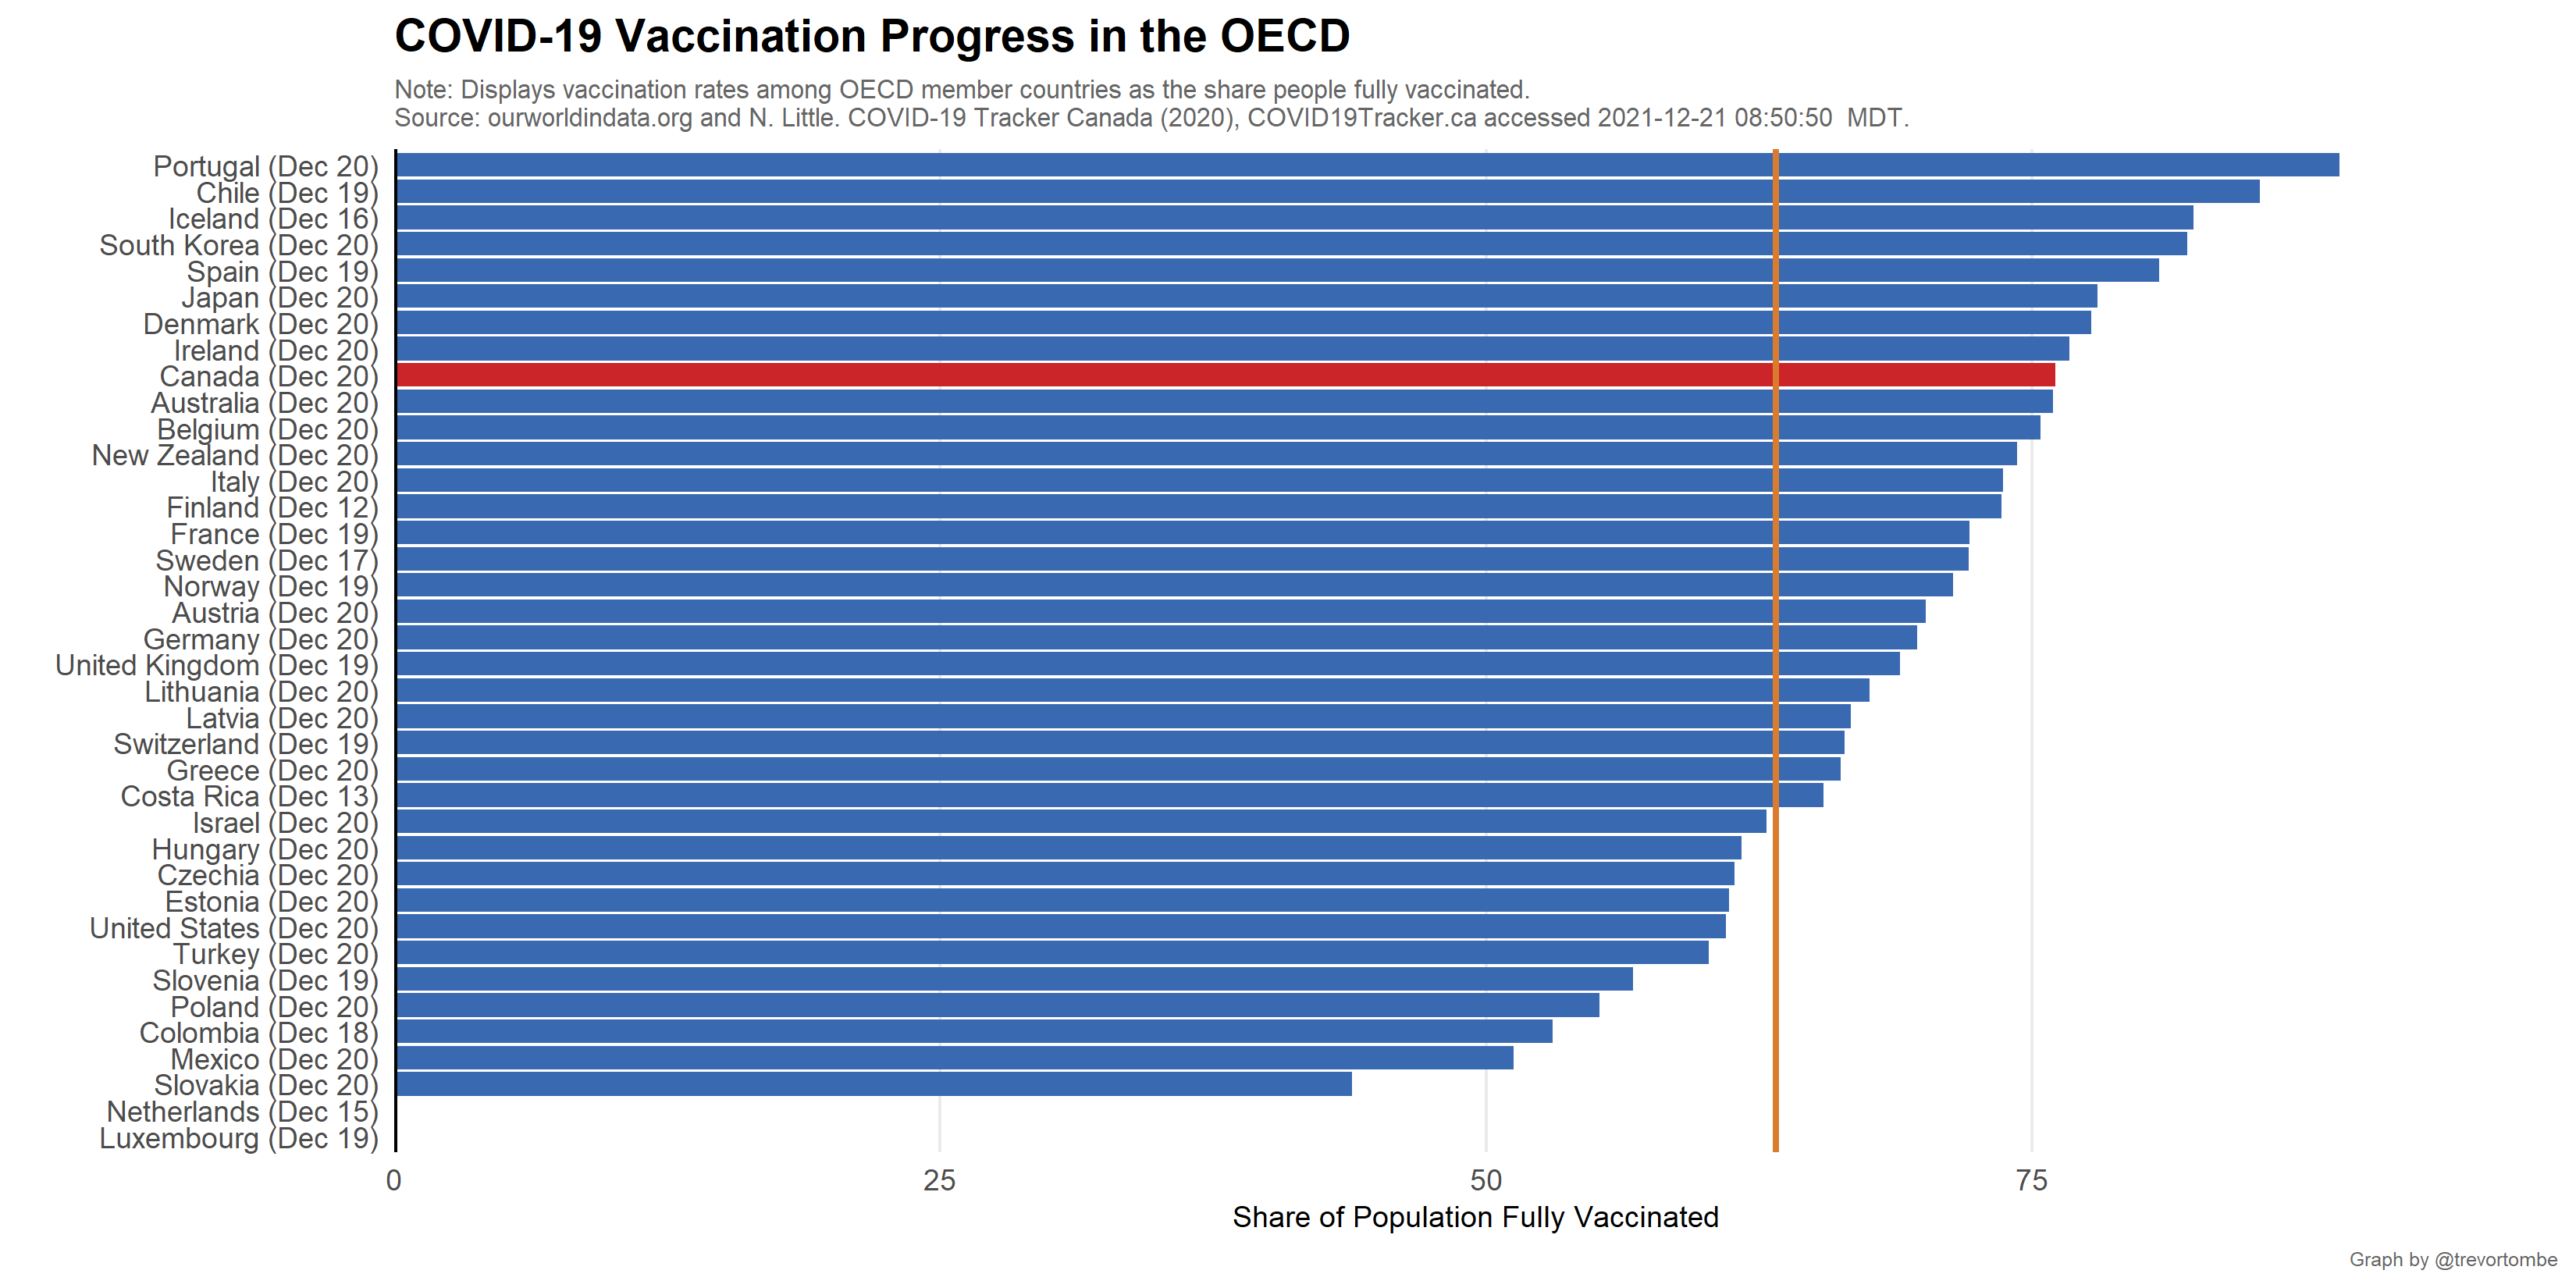 COVID-19 Vaccination Progress in the OECD
Note: Displays vaccination rates among OECD member countries as the share people fully vaccinated.
Source: ourworldindata.org and N. Little. COVID-19 Tracker Canada (2020), COVID19Tracker.ca accessed 2021-12-21 08:50:50  MDT.
Portugal (Dec 20)
Chile (Dec 19)
Iceland (Dec 16)
South Korea (Dec 20)
Spain (Dec 19)
Japan (Dec 20)
Denmark (Dec 20)
Ireland (Dec 20)
Canada (Dec 20)
Australia (Dec 20)
Belgium (Dec 20)
New Zealand (Dec 20)
Italy (Dec 20)
Finland (Dec 12)
France (Dec 19)
Sweden (Dec 17)
Norway (Dec 19)
Austria (Dec 20)
Germany (Dec 20)
United Kingdom (Dec 19)
Lithuania (Dec 20)
Latvia (Dec 20)
Switzerland (Dec 19)
Greece (Dec 20)
Costa Rica (Dec 13)
Israel (Dec 20)
Hungary (Dec 20)
Czechia (Dec 20)
Estonia (Dec 20)
United States (Dec 20)
Turkey (Dec 20)
Slovenia (Dec 19)
Poland (Dec 20)
Colombia (Dec 18)
Mexico (Dec 20)
Slovakia (Dec 20)
Netherlands (Dec 15)
Luxembourg (Dec 19)
0 25 50 75
Share of Population Fully Vaccinated
Graph by @trevortombe